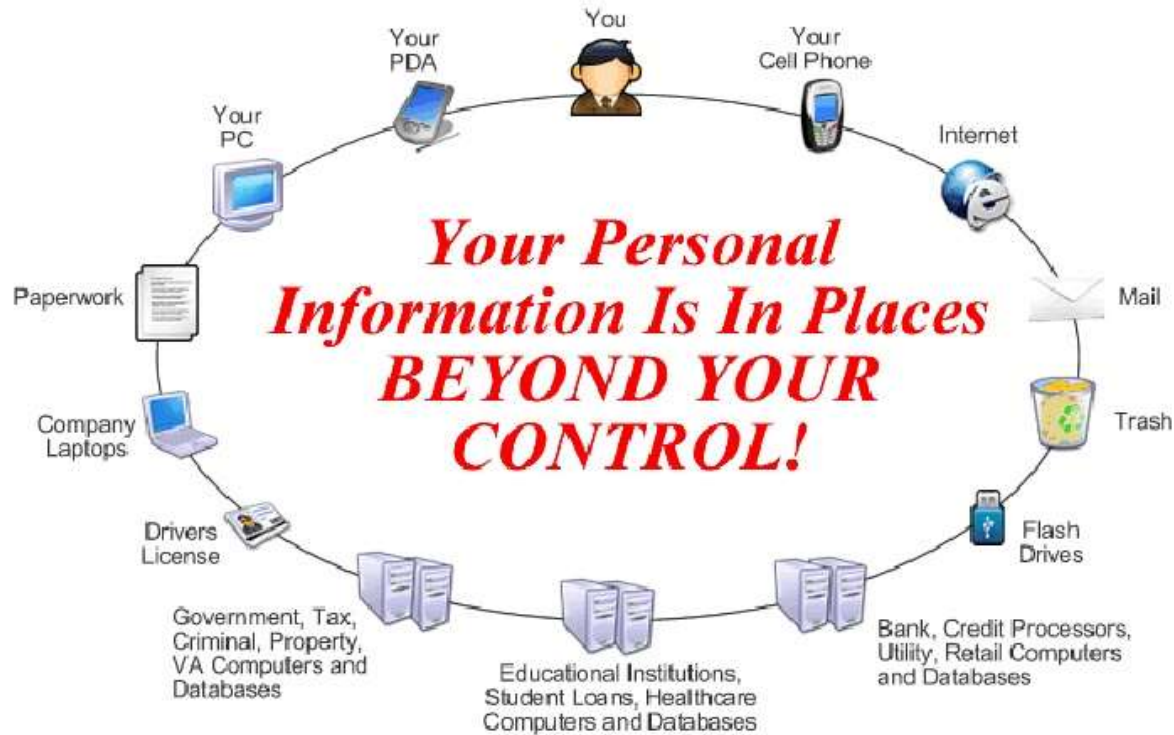 You
Your
PDA
Your
Cell Phone
Your
PC
Internet
Your Personal
Information Is In Places
BEYOND YOUR
CONTROL!
Paperwork
Mail
Company
Laptops
Trash
Drivers
License
Flash
Drives
Government, Tax,
Criminal, Property,
VA Computers and
Databases
Educational Institutions,
Student Loans, Healthcare
Computers and Databases
Bank, Credit Processors,
Utility, Retail Computers
and Databases